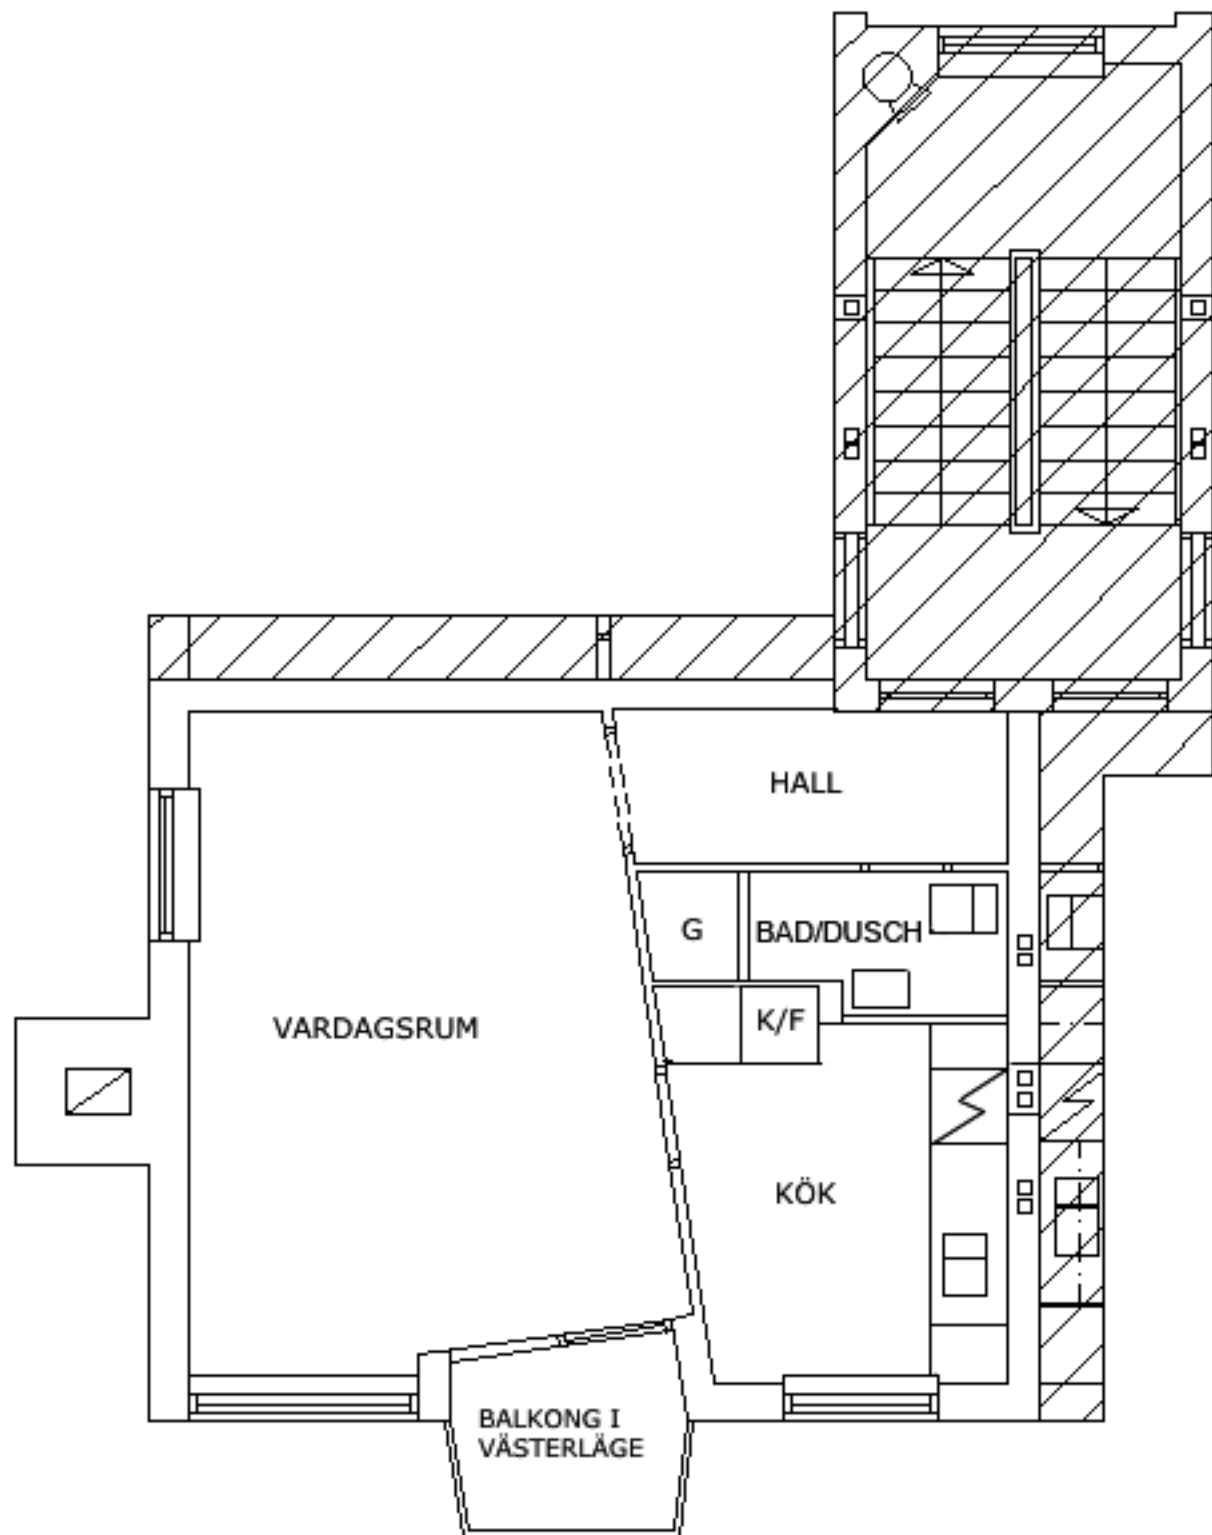 HALL
G
BAD/DUSCH
VARDAGSRUM
K/F
KÖK
BALKONG I
VÄSTERLÄGE